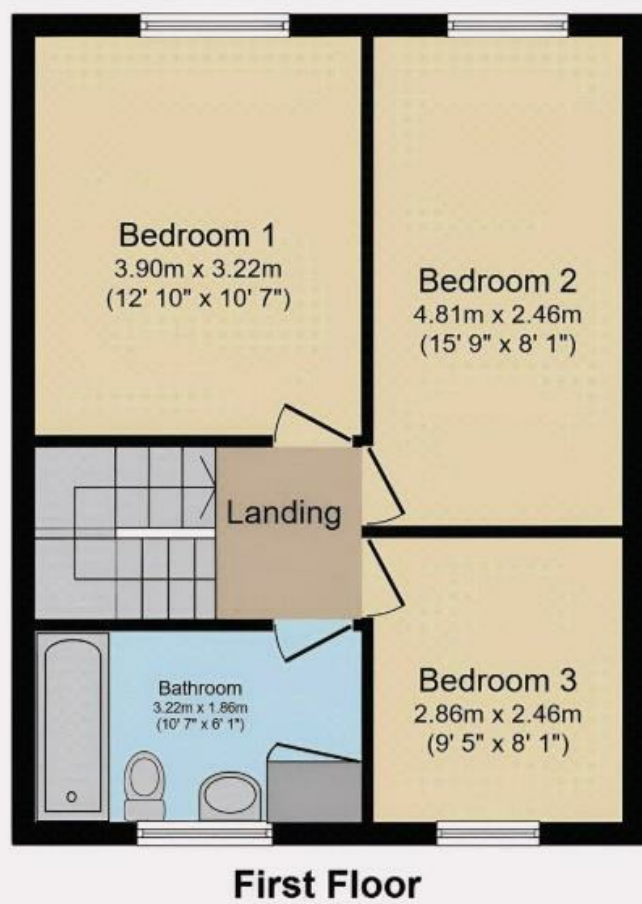 Bedroom 1
3.90m x 3.22m
(12' 10" x 10' 7")
Bedroom 2
4.81m x 2.46m
(15' 9" x 8' 1")
Landing
Bathroom
3.22m x 1.86m
(10' 7" x 6' 1")
Bedroom 3
2.86m x 2.46m
(9' 5" x 8' 1")
First Floor